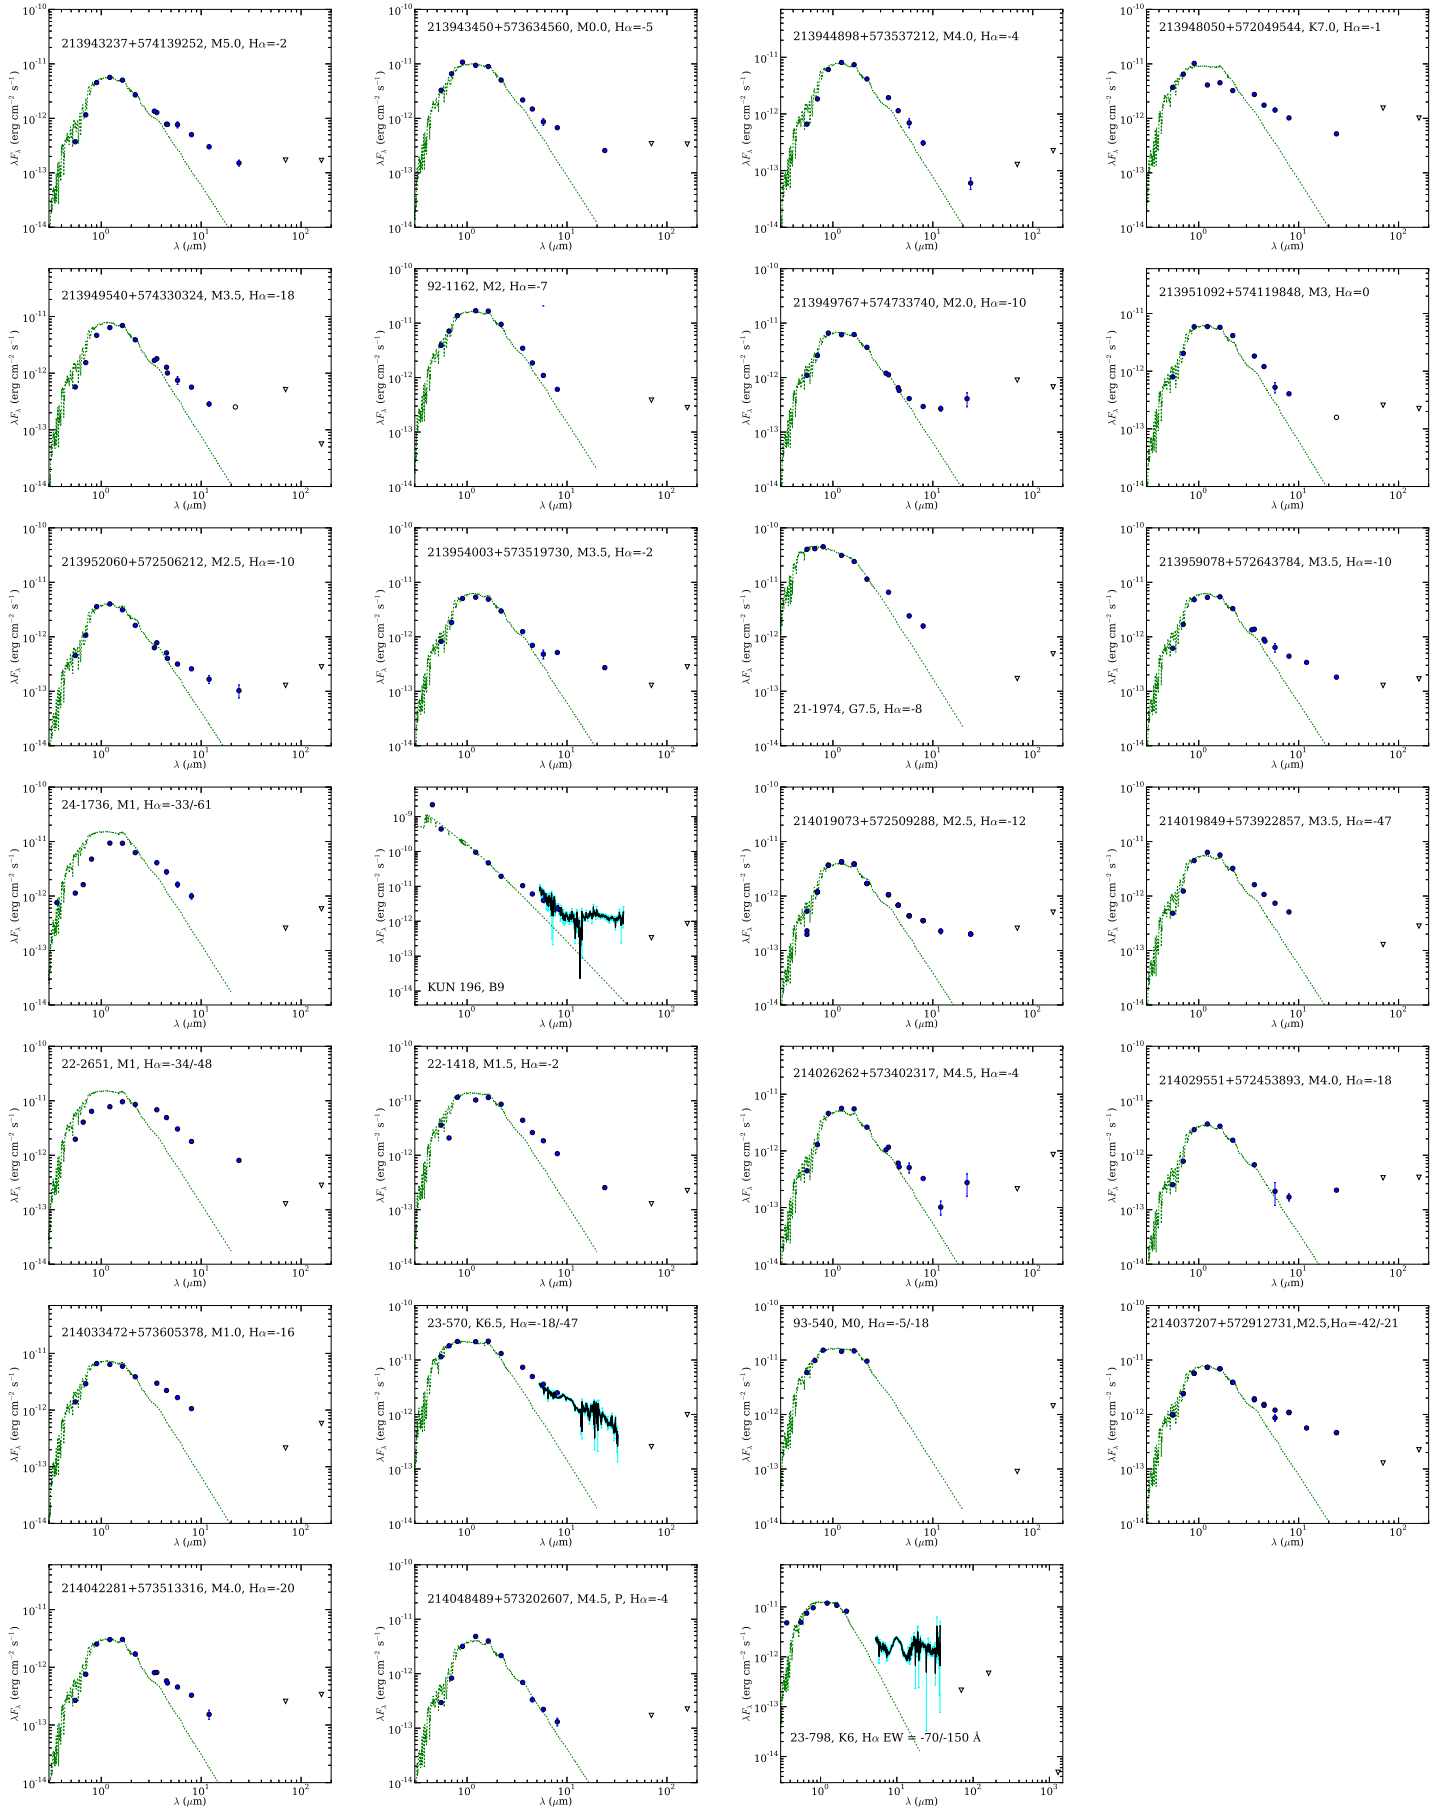 213943237+574139252, M5.0, Hα=-2
213943450+573634560, M0.0, Hα=-5
213944898+573537212, M4.0, Hα=-4
213948050+572049544, K7.0, Hα=-1
213949540+574330324, M3.5, Hα=-18
92-1162, M2, Hα=-7
213949767+574733740, M2.0, Hα=-10
213951092+574119848, M3, Hα=0
213952060+572506212, M2.5, Hα=-10
213954003+573519730, M3.5, Hα=-2
21-1974, G7.5, Hα=-8
213959078+572643784, M3.5, Hα=-10
24-1736, M1, Hα=-33/-61
KUN 196, B9
214019073+572509288, M2.5, Hα=-12
214019849+573922857, M3.5, Hα=-47
22-2651, M1, Hα=-34/-48
22-1418, M1.5, Hα=-2
214026262+573402317, M4.5, Hα=-4
214029551+572453893, M4.0, Hα=-18
214033472+573605378, M1.0, Hα=-16
23-570, K6.5, Hα=-18/-47
93-540, M0, Hα=-5/-18
214037207+572912731,M2.5,Hα=-42/-21
214042281+573513316, M4.0, Hα=-20
214048489+573202607, M4.5, P, Hα=-4
23-798, K6, Hα EW = -70/-150 Å
λF_λ (erg cm⁻² s⁻¹)
λ (μm)